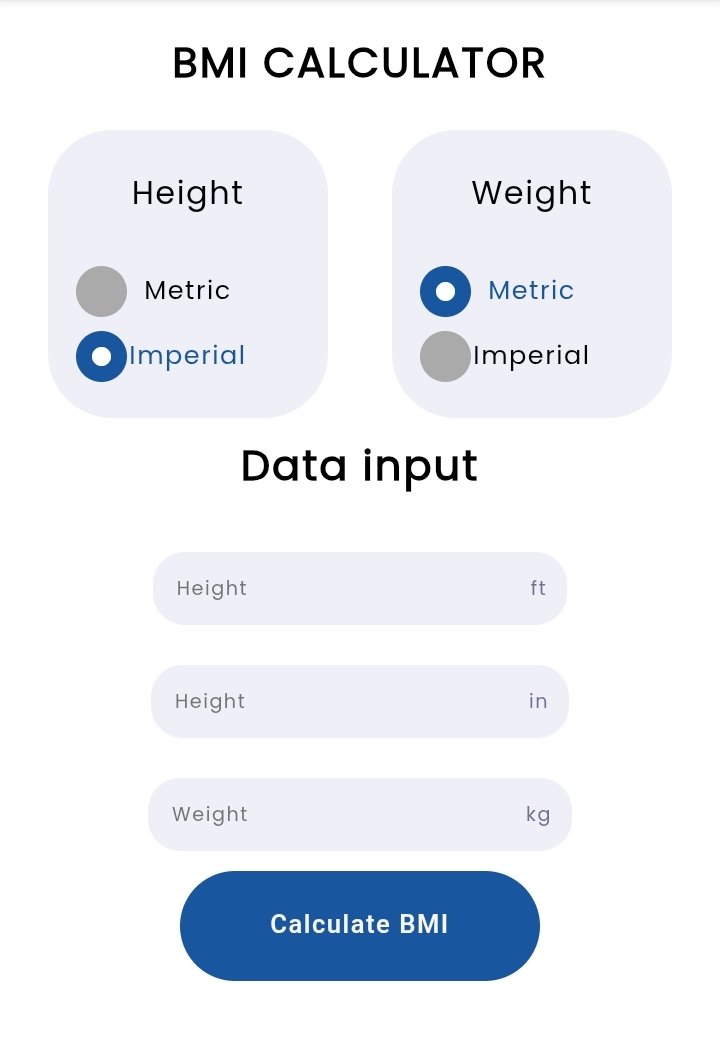 BMI CALCULATOR
Height
Metric
Imperial
Weight
Metric
Imperial
Data input
Height ft
Height in
Weight kg
Calculate BMI